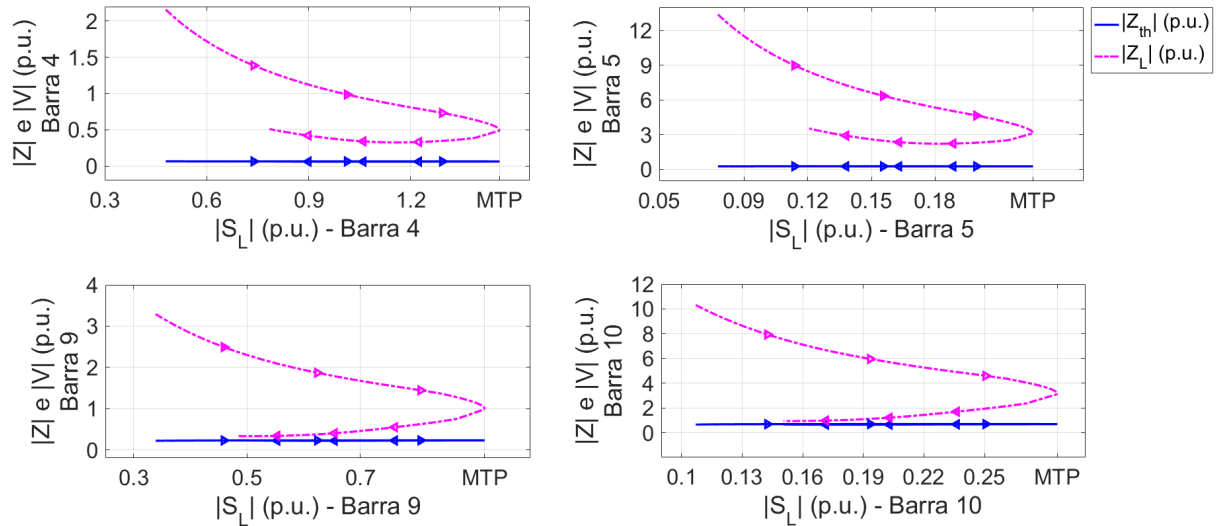 |Z| e |V| (p.u.)
Barra 4
2
1.5
1
0.5
0
0.3 0.6 0.9 1.2 MTP
|S_L| (p.u.) - Barra 4
|Z| e |V| (p.u.)
Barra 5
12
9
6
3
0
0.05 0.09 0.12 0.15 0.18 MTP
|S_L| (p.u.) - Barra 5
|Z_th| (p.u.)
|Z_L| (p.u.)
|Z| e |V| (p.u.)
Barra 9
4
3
2
1
0
0.3 0.5 0.7 MTP
|S_L| (p.u.) - Barra 9
|Z| e |V| (p.u.)
Barra 10
12
10
8
6
4
2
0
0.1 0.13 0.16 0.19 0.22 0.25 MTP
|S_L| (p.u.) - Barra 10